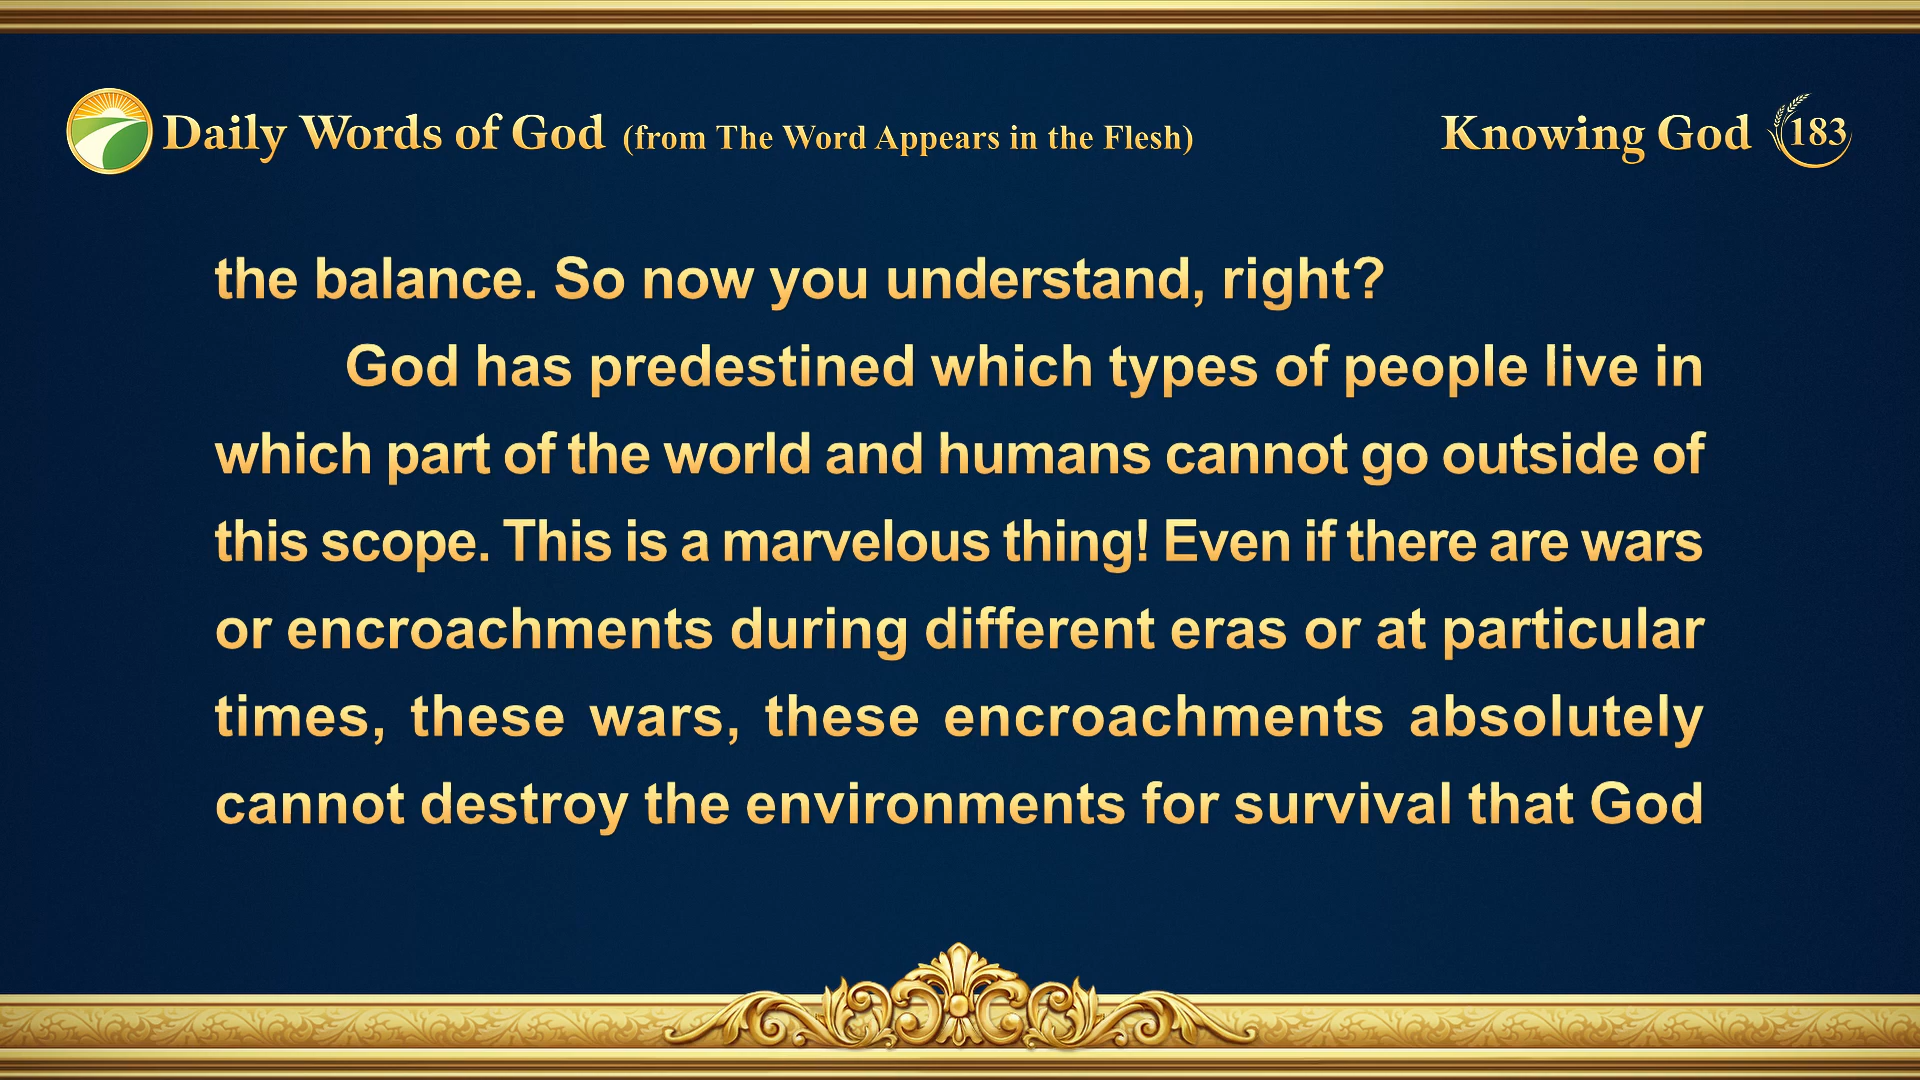 Daily Words of God (from The Word Appears in the Flesh)
Knowing God 183
the balance. So now you understand, right?
God has predestined which types of people live in
which part of the world and humans cannot go outside of
this scope. This is a marvelous thing! Even if there are wars
or encroachments during different eras or at particular
times, these wars, these encroachments absolutely
cannot destroy the environments for survival that God